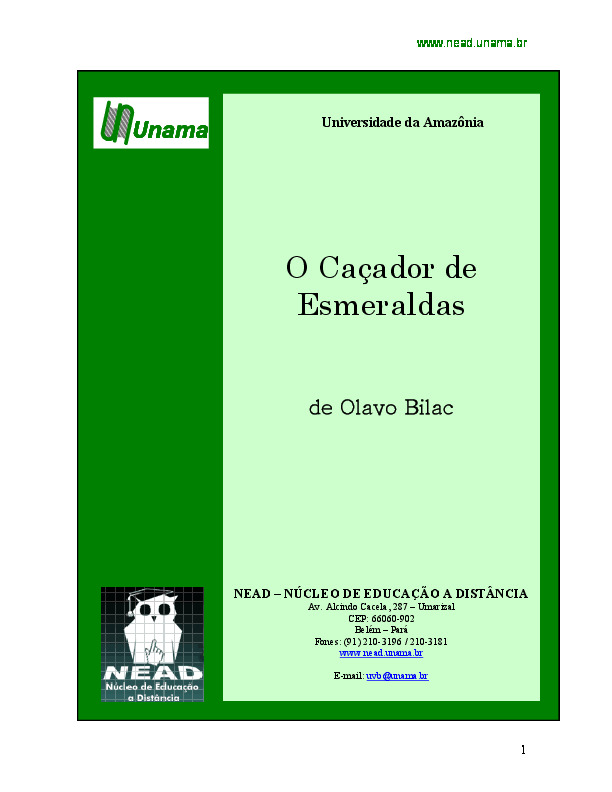 www.nead.unama.br
Unama
Universidade da Amazônia
O Caçador de
Esmeraldas
de Olavo Bilac
NEAD – NÚCLEO DE EDUCAÇÃO A DISTÂNCIA
Av. Alcindo Cacela, 287 – Umarizal
CEP: 66060-902
Belém – Pará
Fones: (91) 210-3196 / 210-3181
www.nead.unama.br
E-mail: uvb@unama.br
NEAD
Núcleo de Educação
a Distância
1